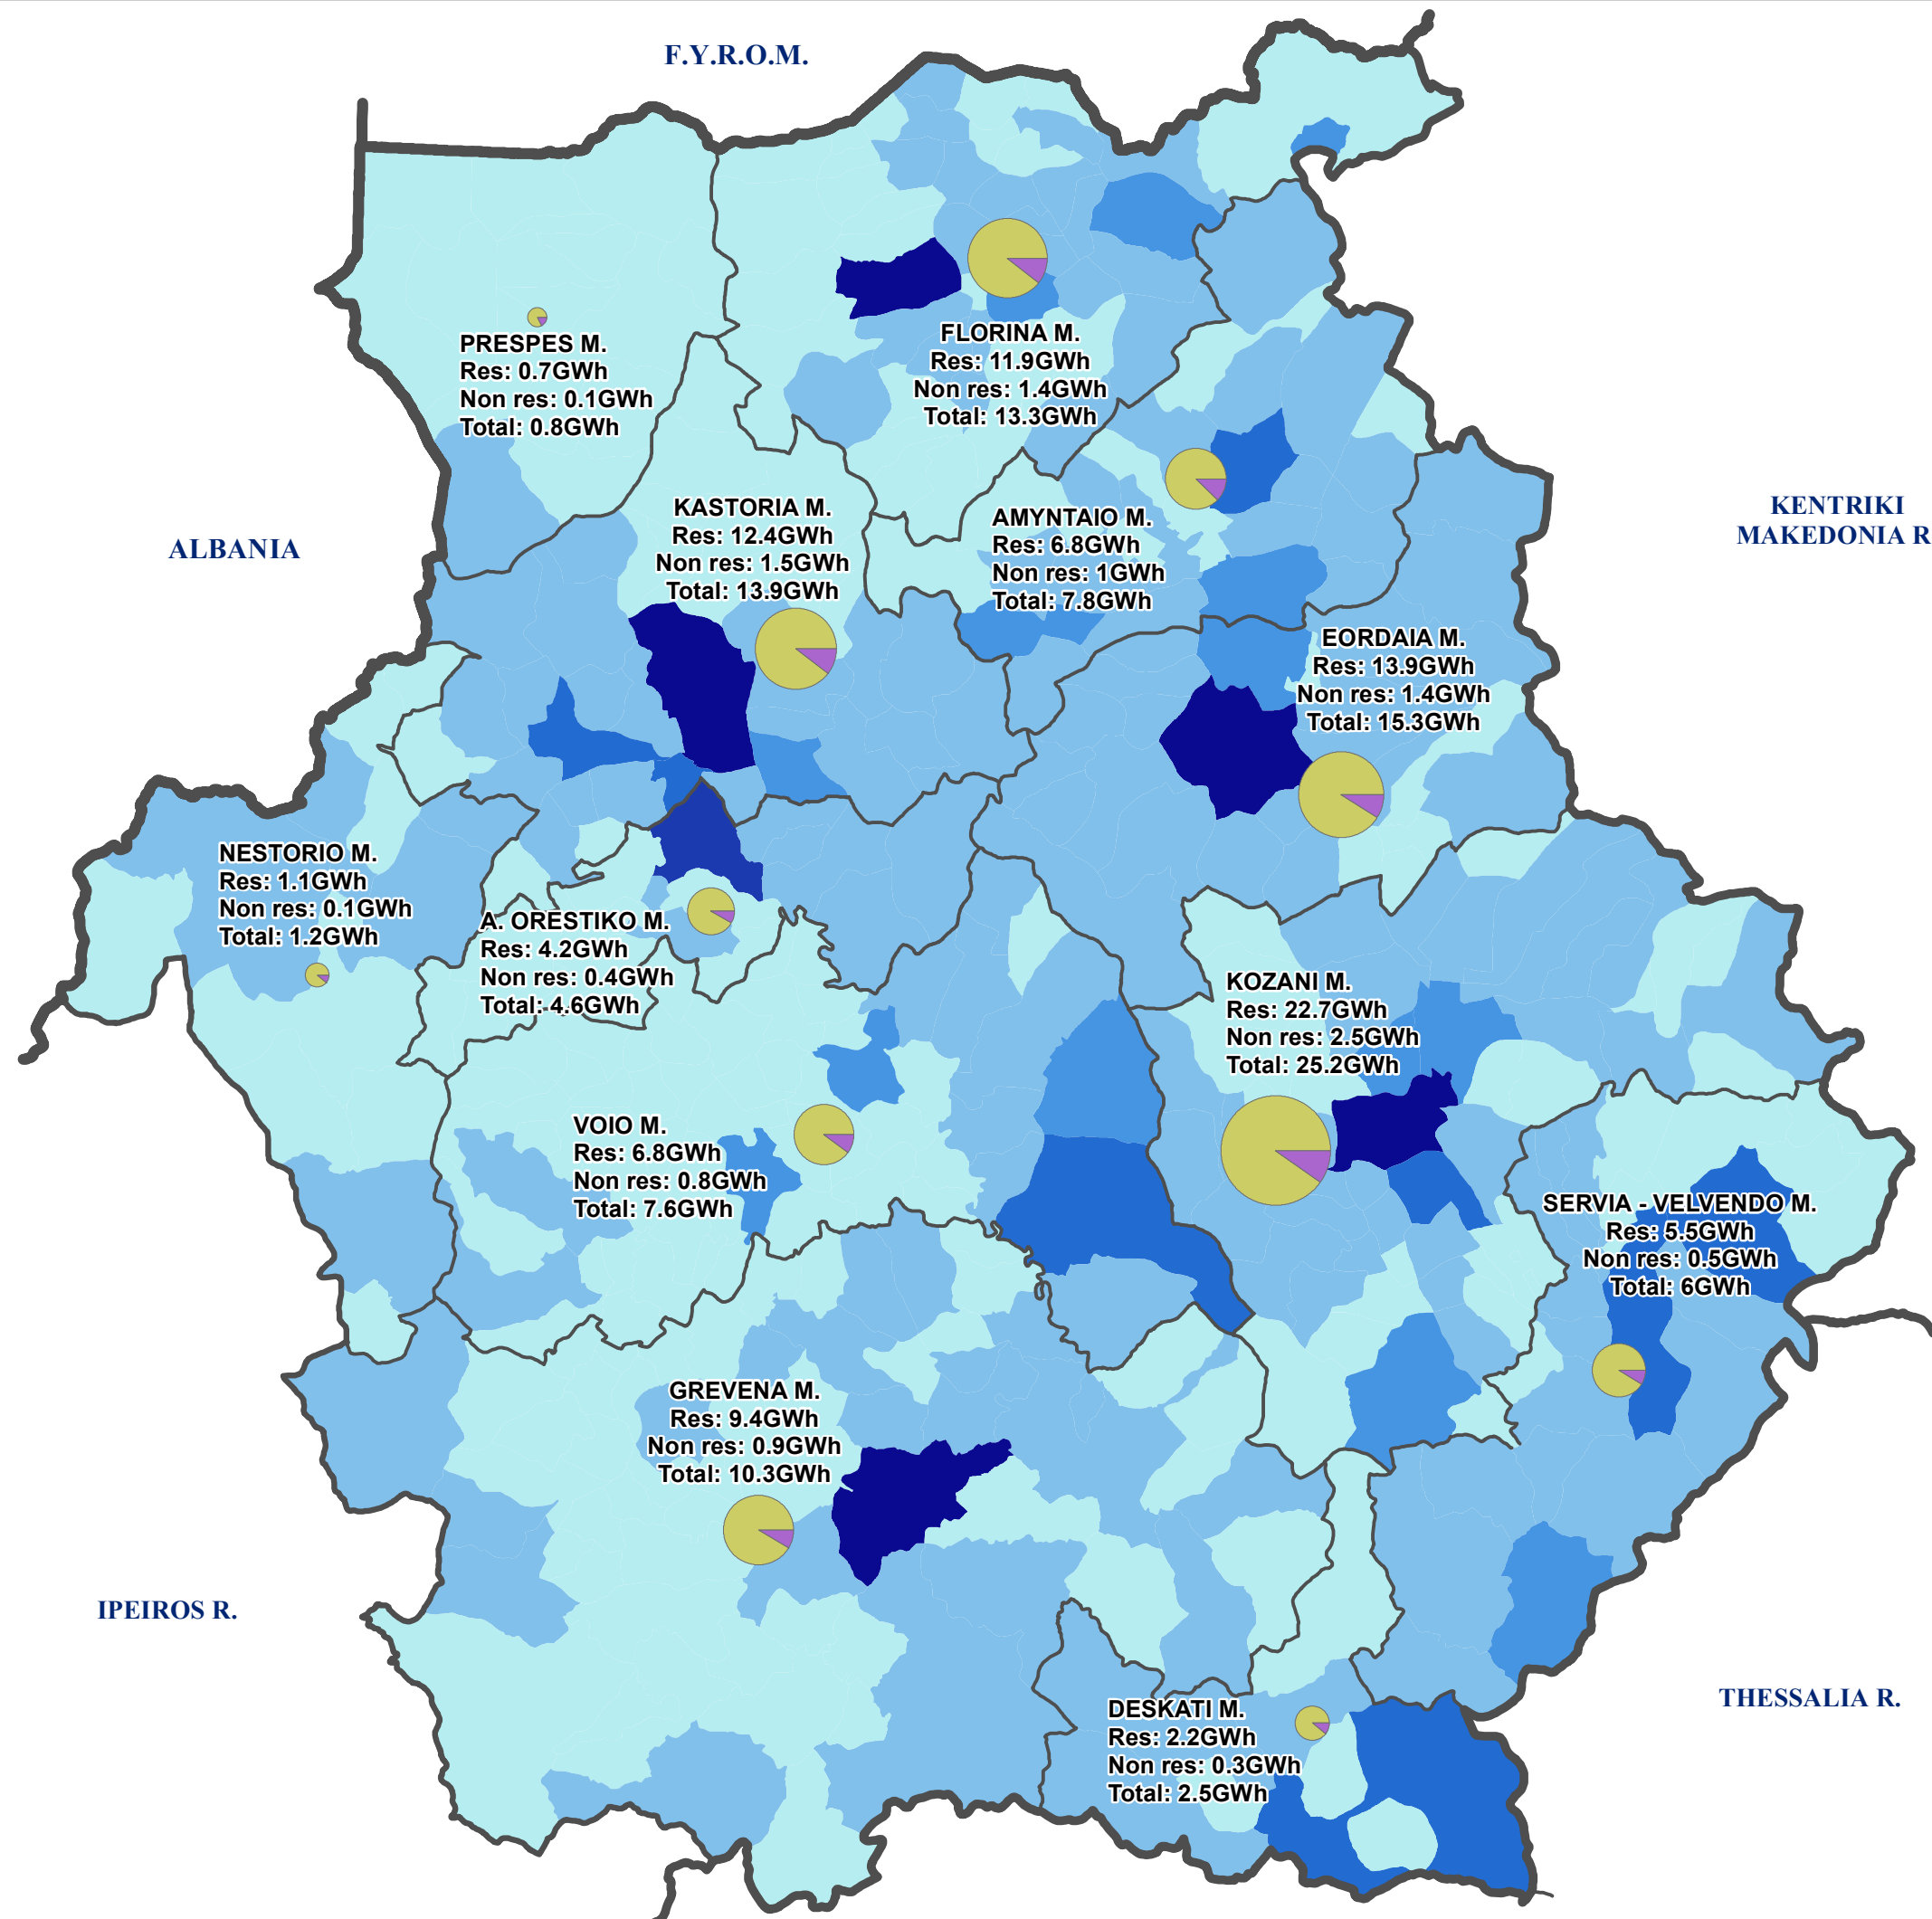 F.Y.R.O.M.
FLORINA M.
Res: 11.9GWh
Non res: 1.4GWh
Total: 13.3GWh
PRESPES M.
Res: 0.7GWh
Non res: 0.1GWh
Total: 0.8GWh
KENTRIKI
MAKEDONIA R
ALBANIA
KASTORIA M.
Res: 12.4GWh
Non res: 1.5GWh
Total: 13.9GWh
AMYNTAIO M.
Res: 6.8GWh
Non res: 1GWh
Total: 7.8GWh
EORDAIA M.
Res: 13.9GWh
Non res: 1.4GWh
Total: 15.3GWh
NESTORIO M.
Res: 1.1GWh
Non res: 0.1GWh
Total: 1.2GWh
A. ORESTIKO M.
Res: 4.2GWh
Non res: 0.4GWh
Total: 4.6GWh
KOZANI M.
Res: 22.7GWh
Non res: 2.5GWh
Total: 25.2GWh
VOIO M.
Res: 6.8GWh
Non res: 0.8GWh
Total: 7.6GWh
SERVIA - VELVENDO M.
Res: 5.5GWh
Non res: 0.5GWh
Total: 6GWh
GREVENA M.
Res: 9.4GWh
Non res: 0.9GWh
Total: 10.3GWh
IPEIROS R.
THESSALIA R.
DESKATI M.
Res: 2.2GWh
Non res: 0.3GWh
Total: 2.5GWh